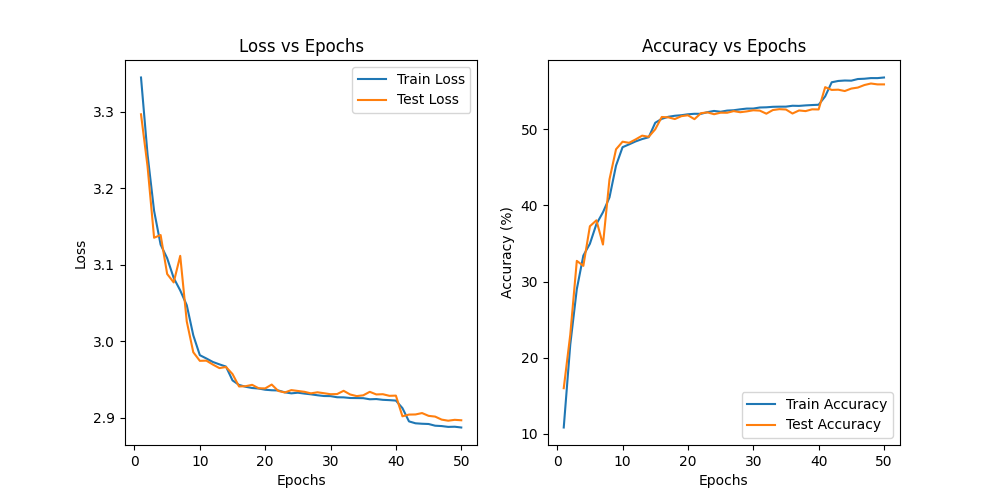 Loss vs Epochs
3.3
3.2
3.1
3.0
2.9
Loss
0
10
20
30
40
50
Epochs
Train Loss
Test Loss
Accuracy vs Epochs
50
40
30
20
10
Accuracy (%)
0
10
20
30
40
50
Epochs
Train Accuracy
Test Accuracy